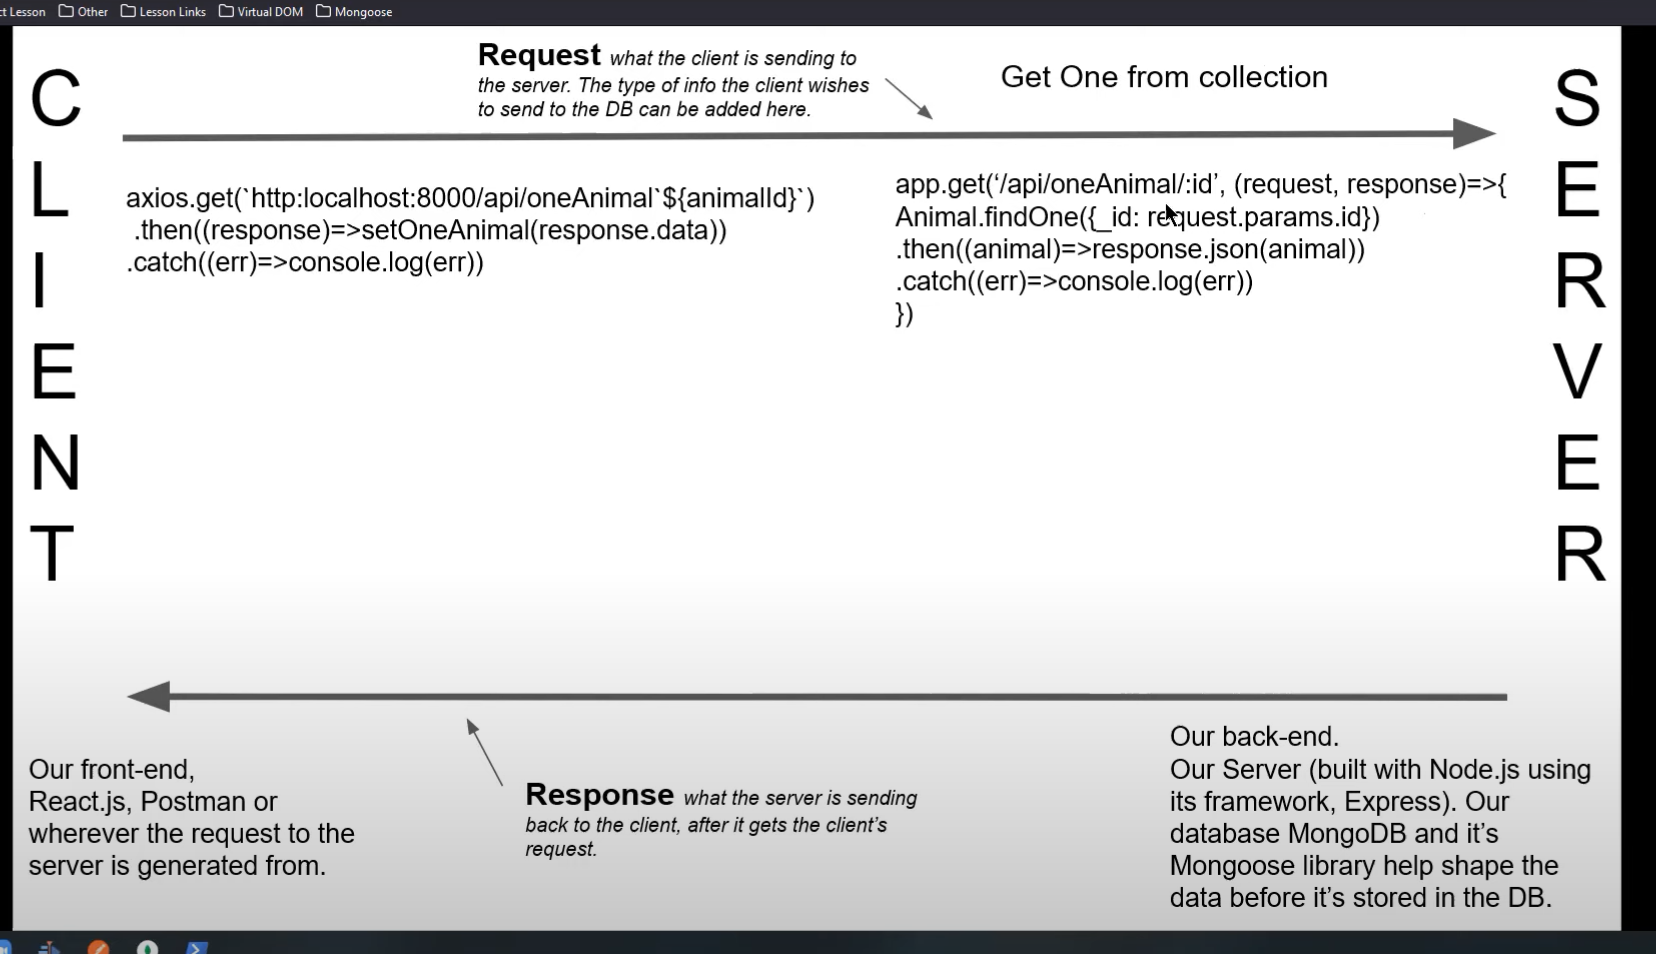 ct Lesson Other Lesson Links Virtual DOM Mongoose
Request what the client is sending to
the server. The type of info the client wishes
to send to the DB can be added here.
Get One from collection
C
L
I
E
N
T
axios.get(`http:localhost:8000/api/oneAnimal`${animalId}`)
.then((response)=>setOneAnimal(response.data))
.catch((err)=>console.log(err))
app.get(‘/api/oneAnimal/:id’, (request, response)=>{
Animal.findOne({_id: request.params.id})
.then((animal)=>response.json(animal))
.catch((err)=>console.log(err))
})
S
E
R
V
E
R
Our front-end,
React.js, Postman or
wherever the request to the
server is generated from.
Response what the server is sending
back to the client, after it gets the client’s
request.
Our back-end.
Our Server (built with Node.js using
its framework, Express). Our
database MongoDB and it’s
Mongoose library help shape the
data before it’s stored in the DB.